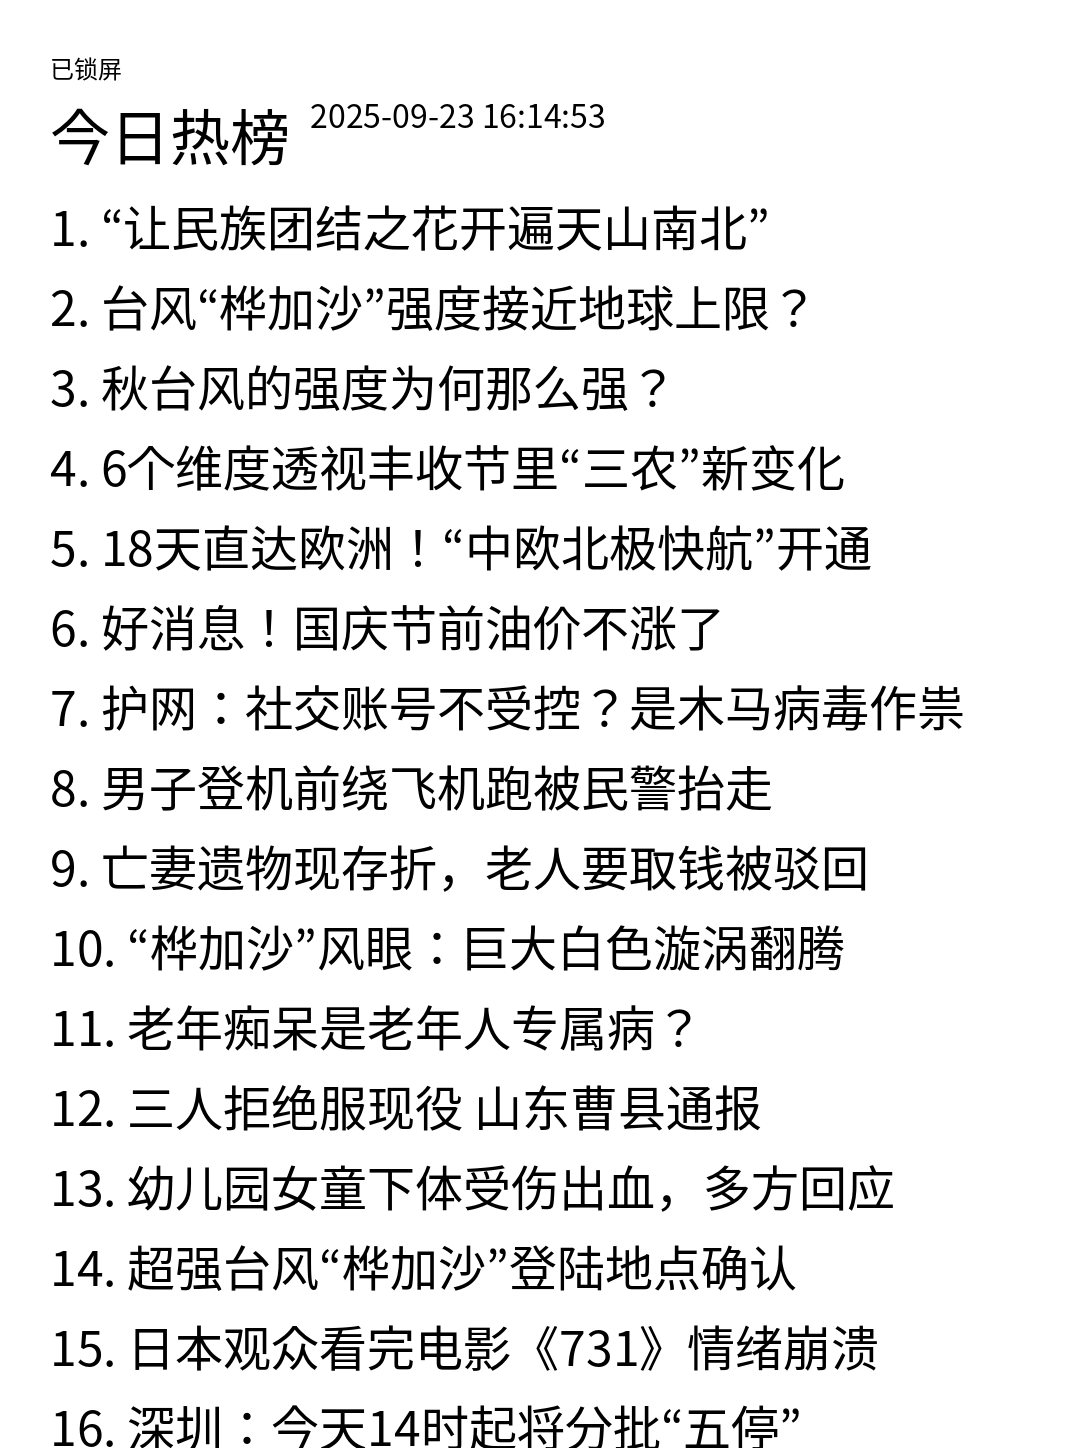 已锁屏
今日热榜 2025-09-23 16:14:53
1. “让民族团结之花开遍天山南北”
2. 台风“桦加沙”强度接近地球上限？
3. 秋台风的强度为何那么强？
4. 6个维度透视丰收节里“三农”新变化
5. 18天直达欧洲！“中欧北极快航”开通
6. 好消息！国庆节前油价不涨了
7. 护网：社交账号不受控？是木马病毒作祟
8. 男子登机前绕飞机跑被民警抬走
9. 亡妻遗物现存折，老人要取钱被驳回
10. “桦加沙”风眼：巨大白色漩涡翻腾
11. 老年痴呆是老年人专属病？
12. 三人拒绝服现役 山东曹县通报
13. 幼儿园女童下体受伤出血，多方回应
14. 超强台风“桦加沙”登陆地点确认
15. 日本观众看完电影《731》情绪崩溃
16. 深圳：今天14时起将分批“五停”